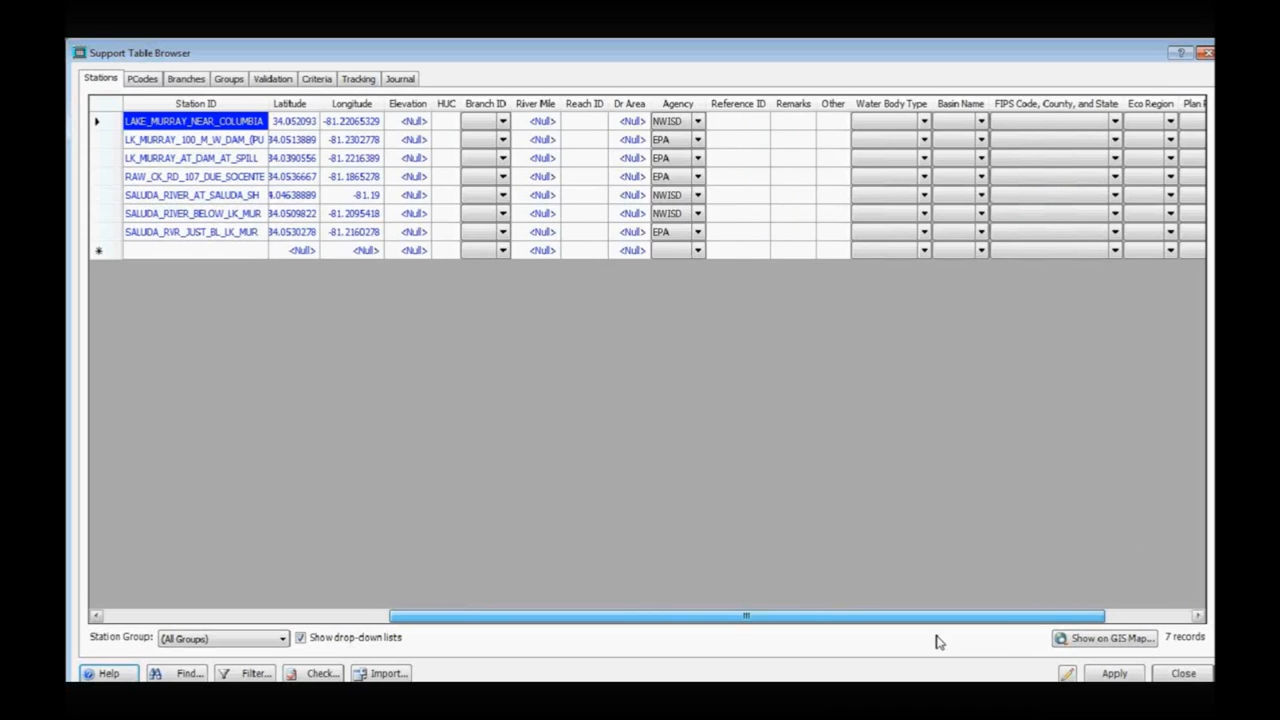 Support Table Browser
Stations PCodes Branches Groups Validation Criteria Tracking Journal
Station ID Latitude Longitude Elevation HUC Branch ID River Mile Reach ID Dr Area Agency Reference ID Remarks Other Water Body Type Basin Name FIPS Code, County, and State Eco Region Plan
LAKE_MURRAY_NEAR_COLUMBIA 34.052093 -81.22065329 <Null> <Null> <Null> NWISD
LK_MURRAY_100_M_W_DAM_(PU 34.0513889 -81.2302778 <Null> <Null> <Null> EPA
LK_MURRAY_AT_DAM_AT_SPILL 34.0390556 -81.2216389 <Null> <Null> <Null> EPA
RAW_CK_RD_107_DUE_SOCENTE 34.0536667 -81.1865278 <Null> <Null> <Null> EPA
SALUDA_RIVER_AT_SALUDA_SH 4.04638889 -81.19 <Null> <Null> <Null> NWISD
SALUDA_RIVER_BELOW_LK_MUR 34.0509822 -81.2095418 <Null> <Null> <Null> NWISD
SALUDA_RVR_JUST_BL_LK_MUR 34.0530278 -81.2160278 <Null> <Null> <Null> EPA
<Null> <Null> <Null> <Null> <Null>
Station Group: (All Groups) Show drop-down lists Show on GIS Map... 7 records
Help Find... Filter... Check... Import... Apply Close